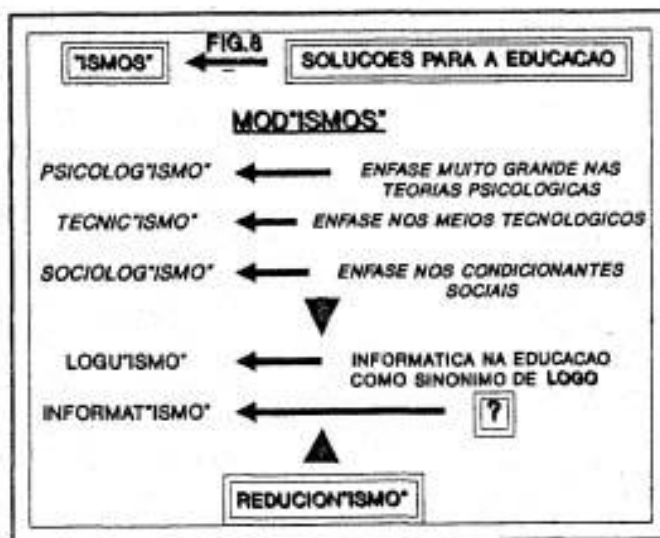 FIG.8
"ISMOS" SOLUCOES PARA A EDUCACAO
MOD"ISMOS"
PSICOLOG"ISMO" ENFASE MUITO GRANDE NAS
TEORIAS PSICOLOGICAS
TECNIC"ISMO" ENFASE NOS MEIOS TECNOLOGICOS
SOCIOLOG"ISMO" ENFASE NOS CONDICIONANTES
SOCIAIS
LOGU"ISMO" INFORMATICA NA EDUCACAO
COMO SINONIMO DE LOGO
INFORMAT"ISMO" ?
REDUCION"ISMO"